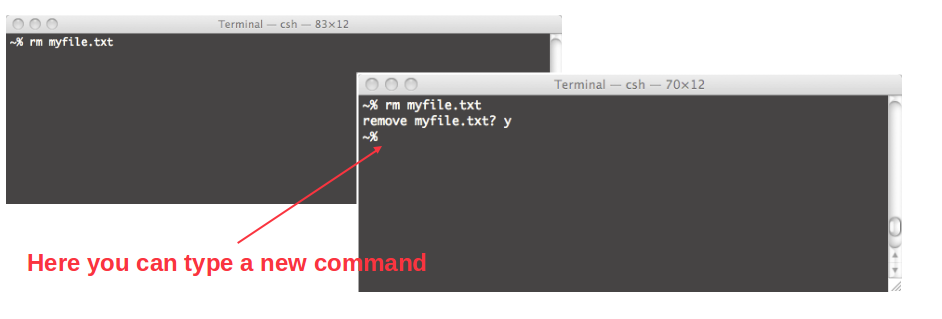 Terminal — csh — 83×12
~% rm myfile.txt
Terminal — csh — 70×12
~% rm myfile.txt
remove myfile.txt? y
~%
Here you can type a new command